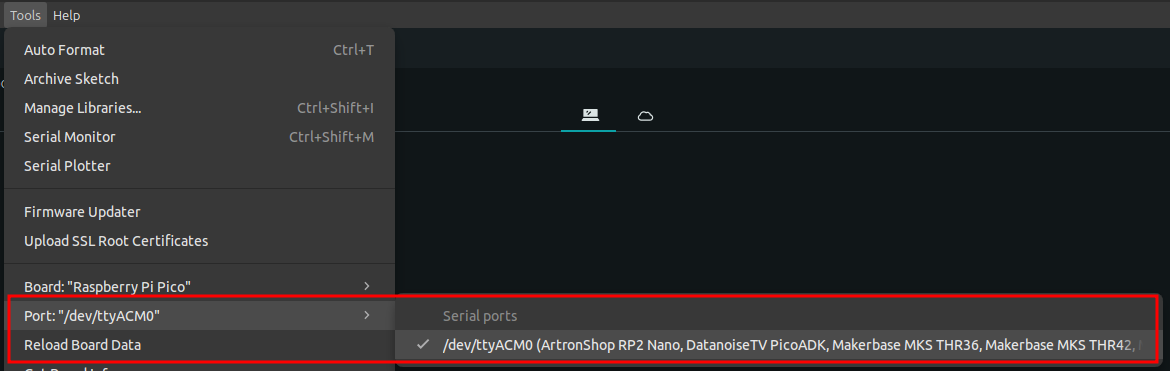 Tools Help
Auto Format Ctrl+T
Archive Sketch
Manage Libraries... Ctrl+Shift+I
Serial Monitor Ctrl+Shift+M
Serial Plotter
Firmware Updater
Upload SSL Root Certificates
Board: "Raspberry Pi Pico"
Port: "/dev/ttyACM0"
Serial ports
Reload Board Data
/dev/ttyACM0 (ArtronShop RP2 Nano, DatanoiseTV PicoADK, Makerbase MKS THR36, Makerbase MKS THR42,